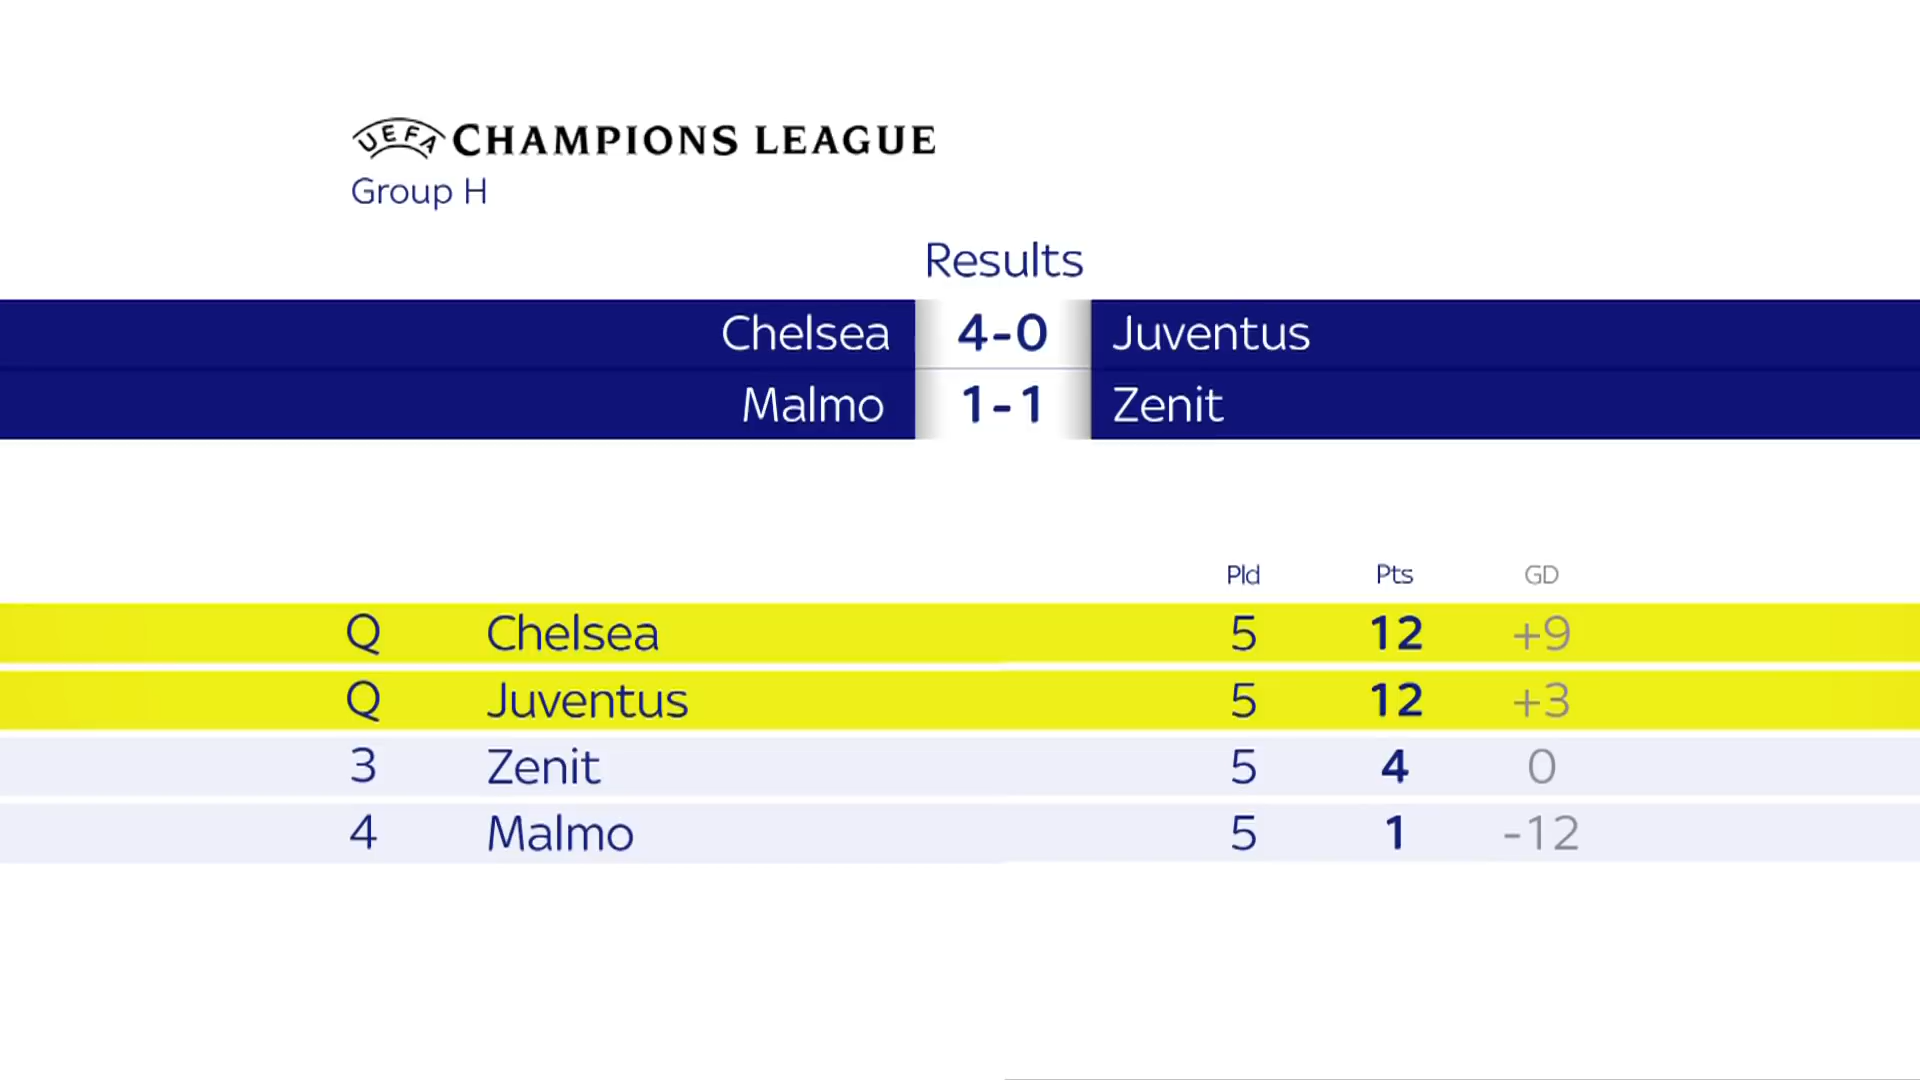 UEFA CHAMPIONS LEAGUE
Group H
Results
Chelsea 4-0 Juventus
Malmo 1-1 Zenit
Pld Pts GD
Q Chelsea 5 12 +9
Q Juventus 5 12 +3
3 Zenit 5 4 0
4 Malmo 5 1 -12